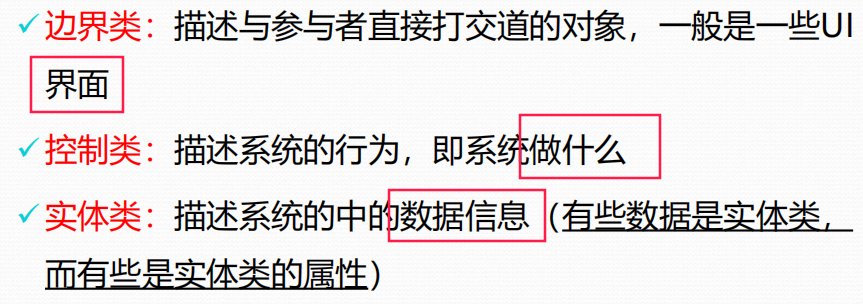 ✓边界类：描述与参与者直接打交道的对象，一般是一些UI
界面
✓控制类：描述系统的行为，即系统做什么
✓实体类：描述系统的中的数据信息（有些数据是实体类，
而有些是实体类的属性）